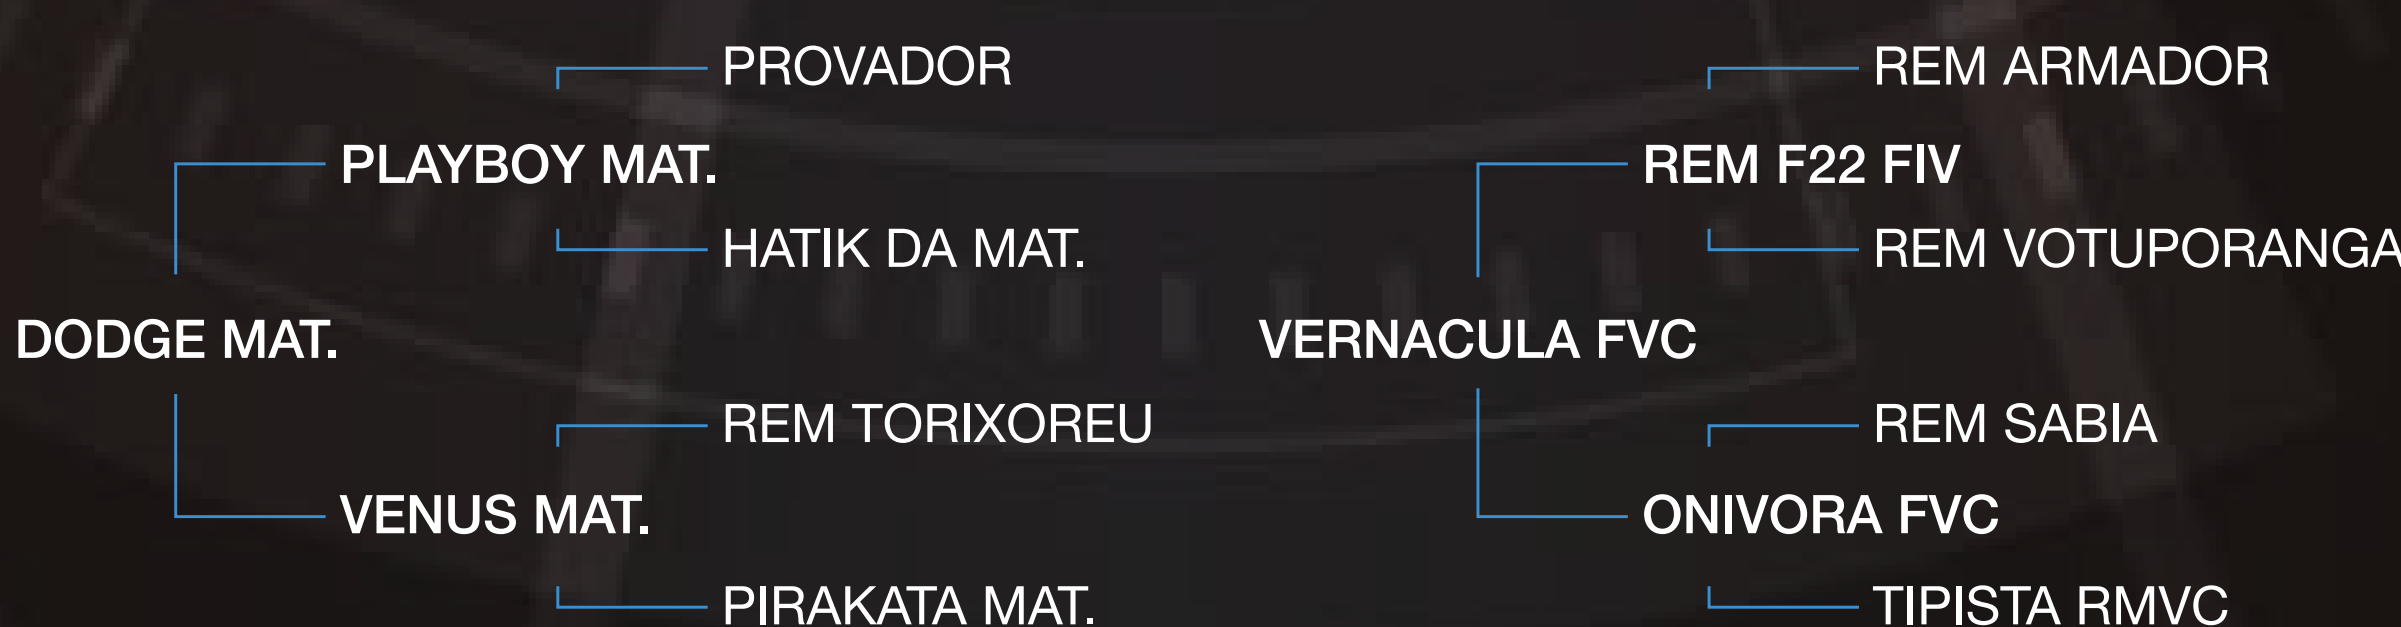 PROVADOR
PLAYBOY MAT.
HATIK DA MAT.
DODGE MAT.
REM TORIXOREU
VENUS MAT.
PIRAKATA MAT.
REM ARMADOR
REM F22 FIV
REM VOTUPORANGA
VERNACULA FVC
REM SABIA
ONIVORA FVC
TIPISTA RMVC